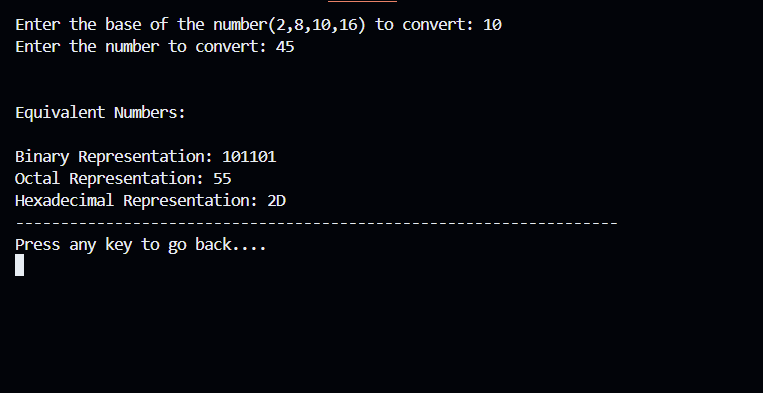 Enter the base of the number(2,8,10,16) to convert: 10
Enter the number to convert: 45
Equivalent Numbers:
Binary Representation: 101101
Octal Representation: 55
Hexadecimal Representation: 2D
-------------------------------------------------------------------
Press any key to go back....